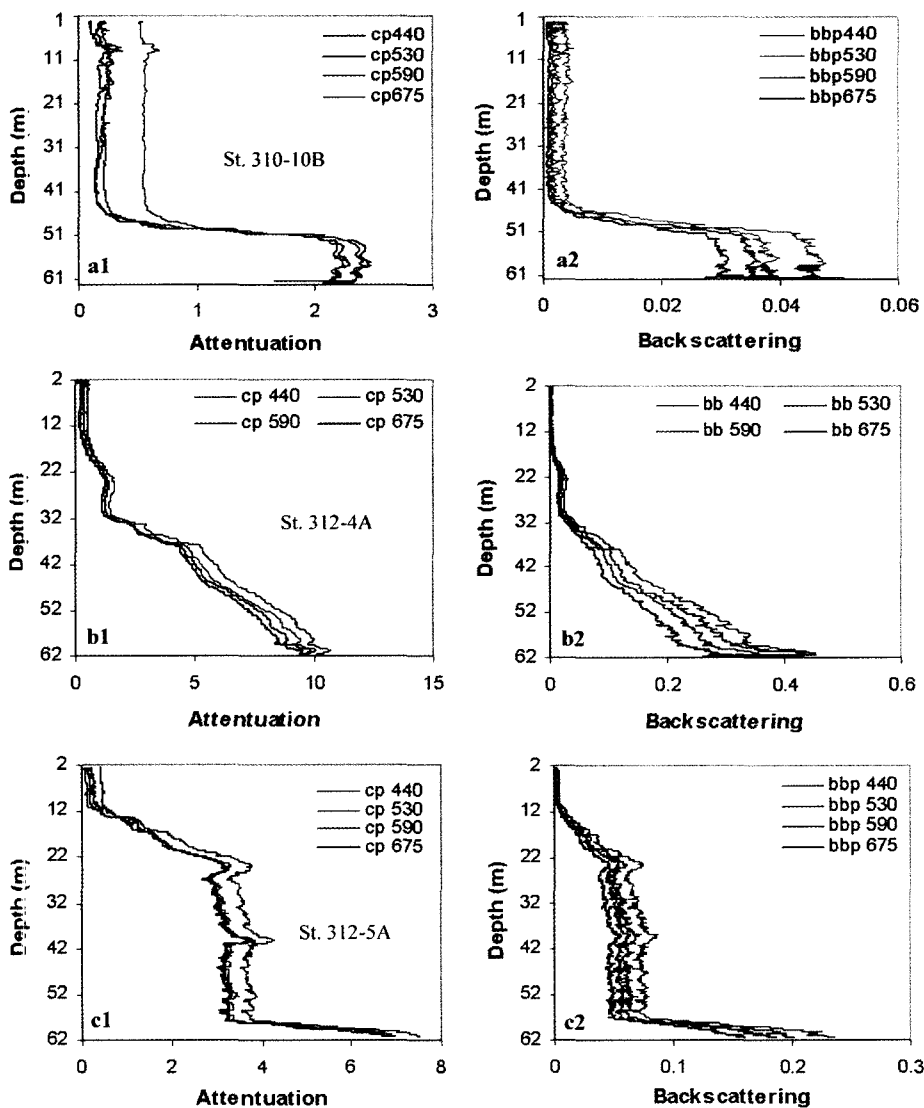 1
11
21
31
41
51
61
Depth (m)
cp440
cp530
cp590
cp675
St. 310-10B
a1
0
1
2
3
Attentuation
1
11
21
31
41
51
61
Depth (m)
bbp440
bbp530
bbp590
bbp675
a2
0
0.02
0.04
0.06
Backscattering
2
12
22
32
42
52
62
Depth (m)
cp 440
cp 530
cp 590
cp 675
St. 312-4A
b1
0
5
10
15
Attentuation
2
12
22
32
42
52
62
Depth (m)
bb 440
bb 530
bb 590
bb 675
b2
0
0.2
0.4
0.6
Backscattering
2
12
22
32
42
52
62
Depth (m)
cp 440
cp 530
cp 590
cp 675
St. 312-5A
c1
0
2
4
6
8
Attentuation
2
12
22
32
42
52
62
Depth (m)
bbp 440
bbp 530
bbp 590
bbp 675
c2
0
0.1
0.2
0.3
Backscattering